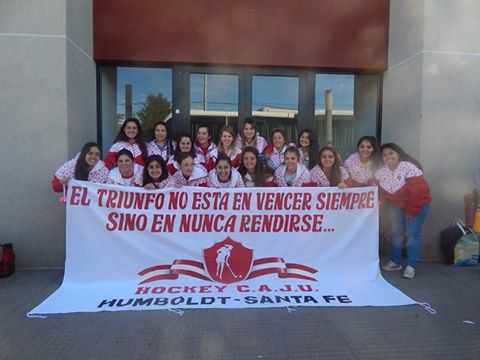 EL TRIUNFO NO ESTA EN VENCER SIEMPRE
SINO EN NUNCA RENDIRSE...
HOCKEY C.A.J.U.
HUMBOLDT - SANTA FE